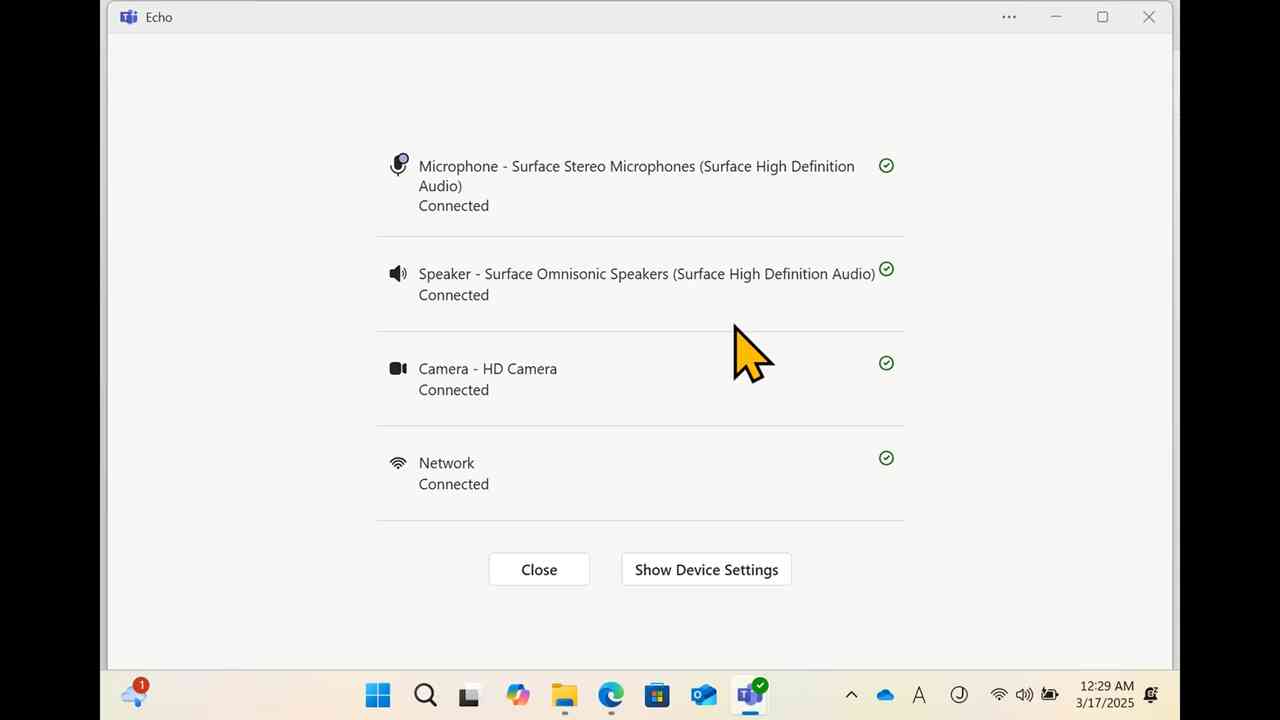 Echo
Microphone - Surface Stereo Microphones (Surface High Definition
Audio)
Connected
Speaker - Surface Omnisonic Speakers (Surface High Definition Audio)
Connected
Camera - HD Camera
Connected
Network
Connected
Close
Show Device Settings
1
A
12:29 AM
3/17/2025